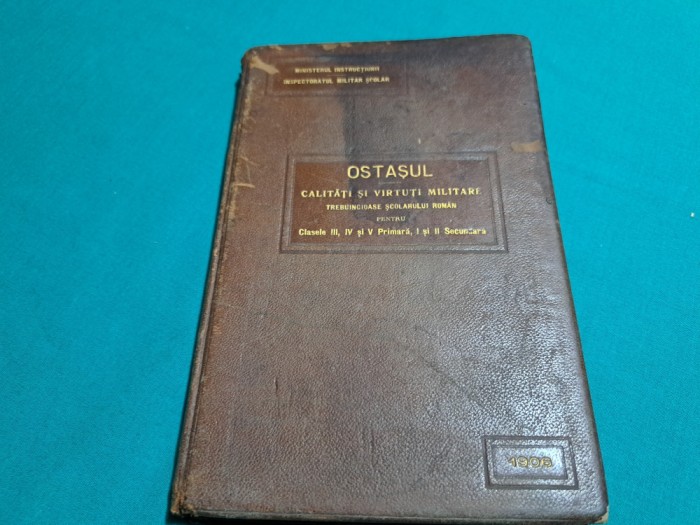 MINISTERUL INSTRUCȚIUNII
INSPECTORATUL MILITAR ȘCOLAR
OSTAȘUL
CALITĂȚI ȘI VIRTUȚI MILITARE
TREBUINCIOASE ȘCOLARULUI ROMÂN
PENTRU
Clasele III, IV și V Primară, I și II Secundară
1908